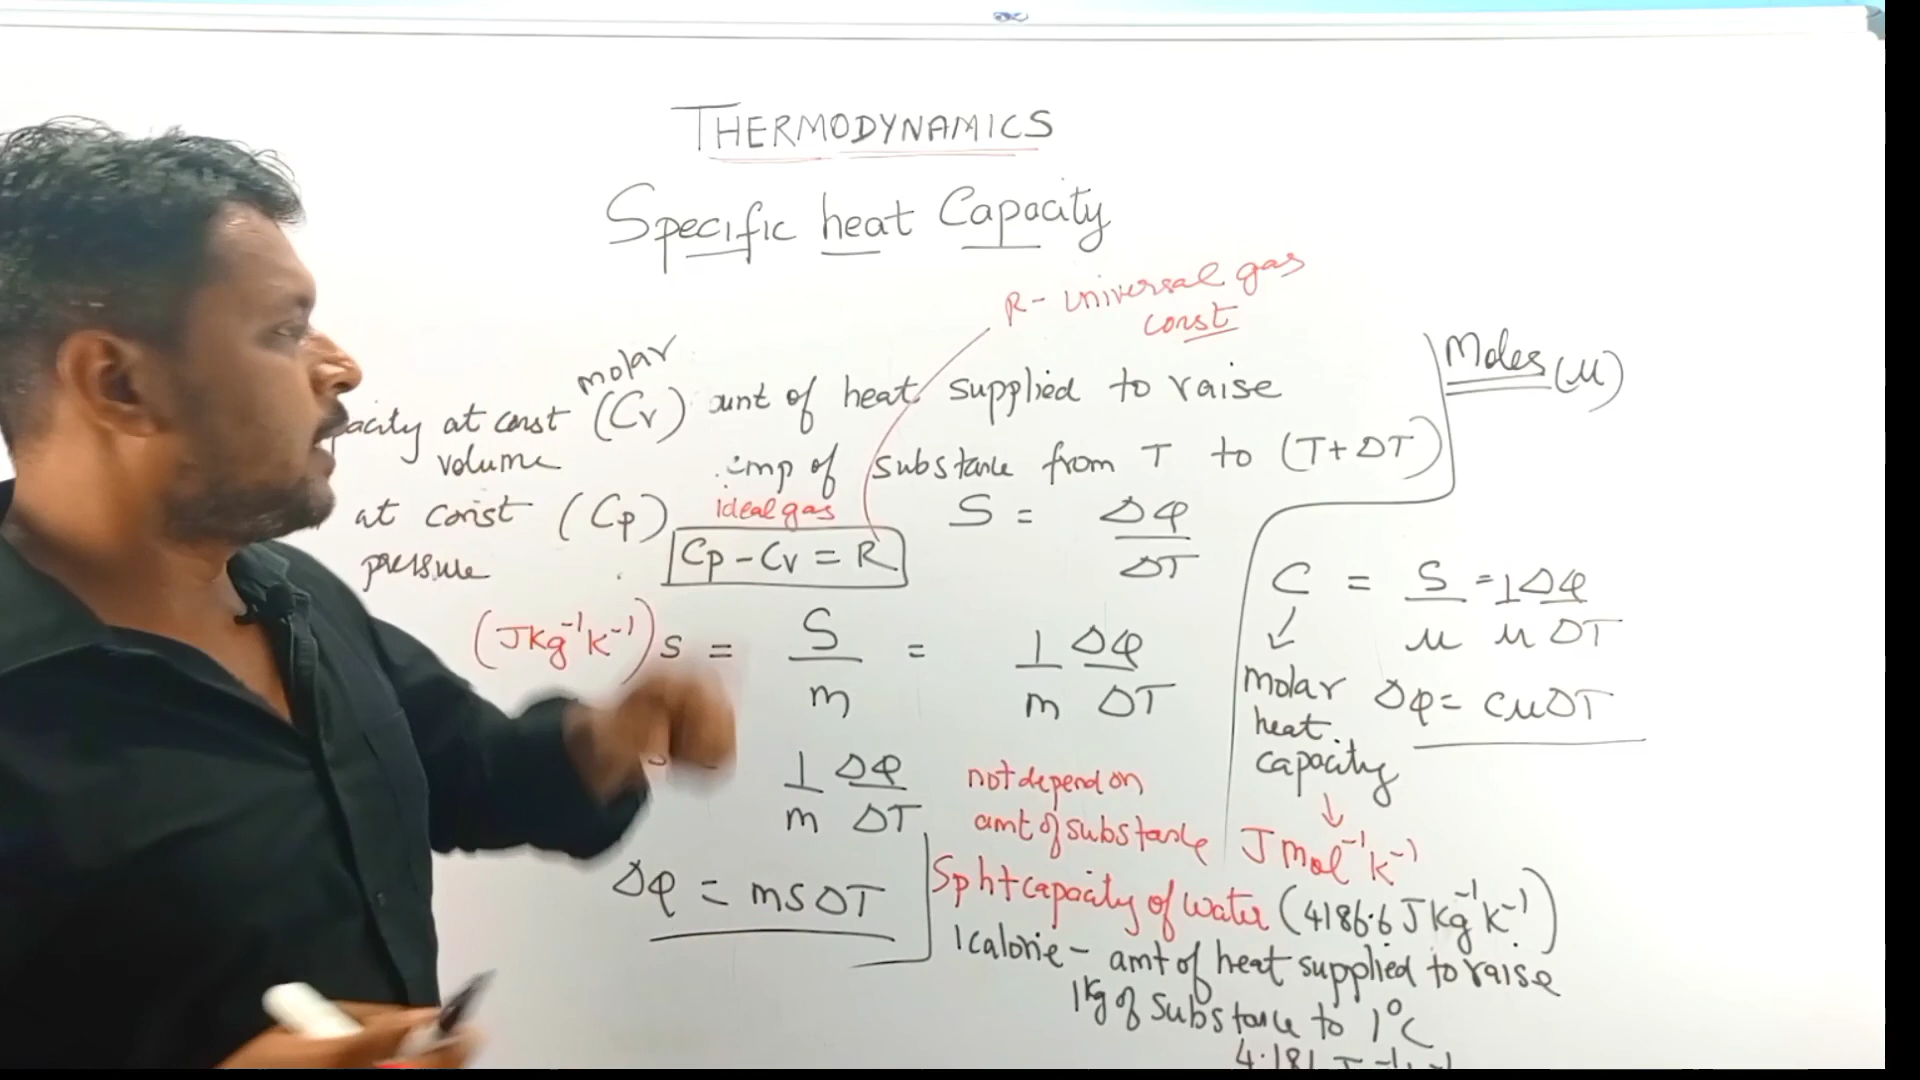 THERMODYNAMICS
Specific heat Capacity
R - universal gas
const
Moles (μ)
molar
acity at const (Cv)
volume
unt of heat supplied to raise
emp of substance from T to (T+ΔT)
at const (Cp)
pressure
ideal gas
Cp - Cv = R
S = ΔQ/ΔT
C = S/μ = 1/μ ΔQ/ΔT
(J kg⁻¹ k⁻¹) s = S/m = 1/m ΔQ/ΔT
molar
heat
capacity
ΔQ = CμΔT
J mol⁻¹ k⁻¹
1/m ΔQ/ΔT
not depend on
amt of substance
ΔQ = msΔT
Sp ht capacity of water (4186.6 J kg⁻¹ k⁻¹)
1 calorie - amt of heat supplied to raise
1kg of substance to 1°C